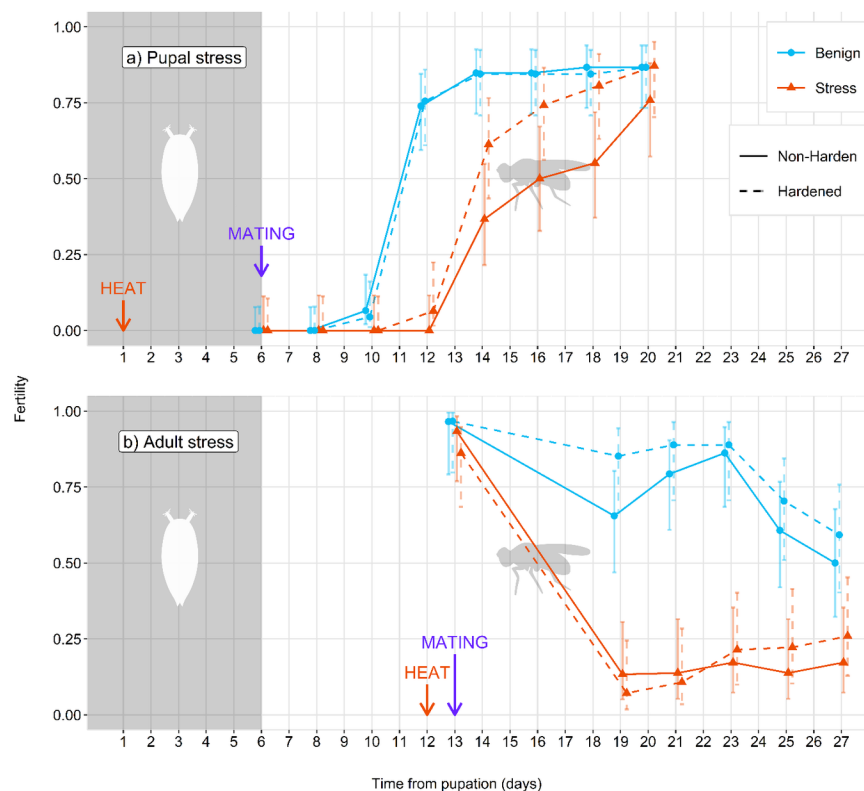 1.00
a) Pupal stress
Benign
Stress
0.75
Non-Harden
0.50
Hardened
MATING
0.25
HEAT
0.00
1 2 3 4 5 6 7 8 9 10 11 12 13 14 15 16 17 18 19 20 21 22 23 24 25 26 27
Fertility
1.00
b) Adult stress
0.75
0.50
0.25
MATING
HEAT
0.00
1 2 3 4 5 6 7 8 9 10 11 12 13 14 15 16 17 18 19 20 21 22 23 24 25 26 27
Time from pupation (days)